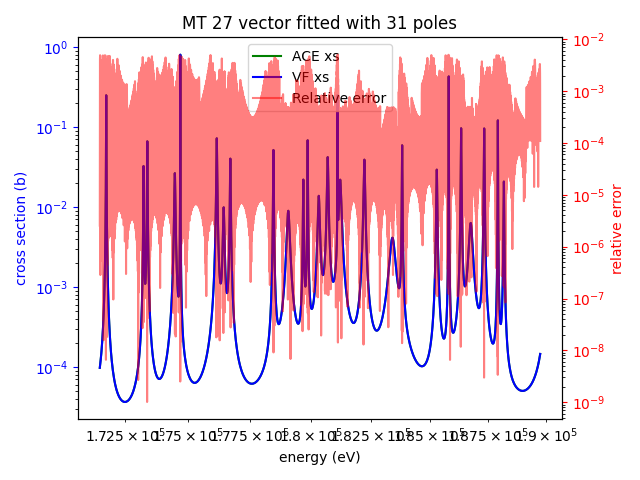 MT 27 vector fitted with 31 poles
ACE xs
VF xs
Relative error
10⁰
10⁻¹
10⁻²
10⁻³
10⁻⁴
10⁻²
10⁻³
10⁻⁴
10⁻⁵
10⁻⁶
10⁻⁷
10⁻⁸
10⁻⁹
cross section (b)
relative error
1.725 × 10⁵ 1.75 × 10⁵ 1.775 × 10⁵ 1.8 × 10⁵ 1.825 × 10⁵ 1.85 × 10⁵ 1.875 × 10⁵ 1.9 × 10⁵
energy (eV)